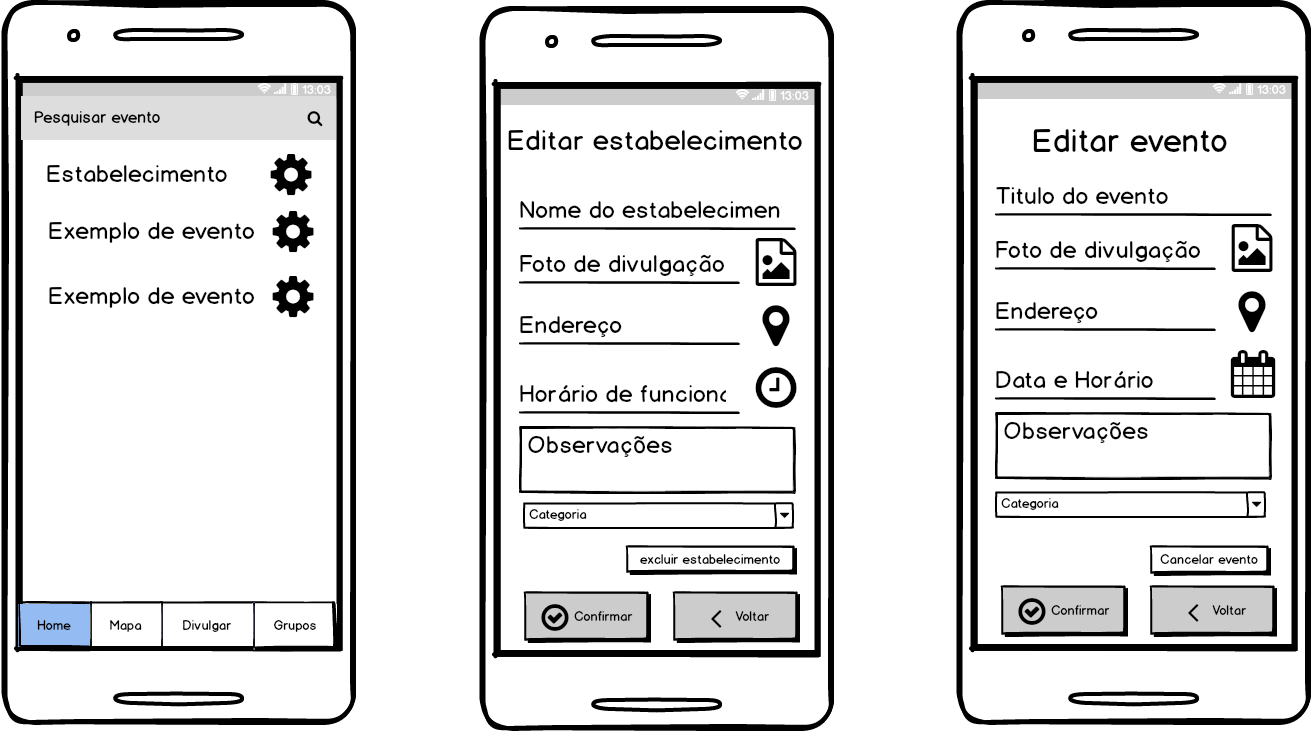 13:03
Pesquisar evento
Estabelecimento
Exemplo de evento
Exemplo de evento
Home
Mapa
Divulgar
Grupos
13:03
Editar estabelecimento
Nome do estabelecimen
Foto de divulgação
Endereço
Horário de funcionc
Observações
Categoria
excluir estabelecimento
Confirmar
Voltar
13:03
Editar evento
Titulo do evento
Foto de divulgação
Endereço
Data e Horário
Observações
Categoria
Cancelar evento
Confirmar
Voltar